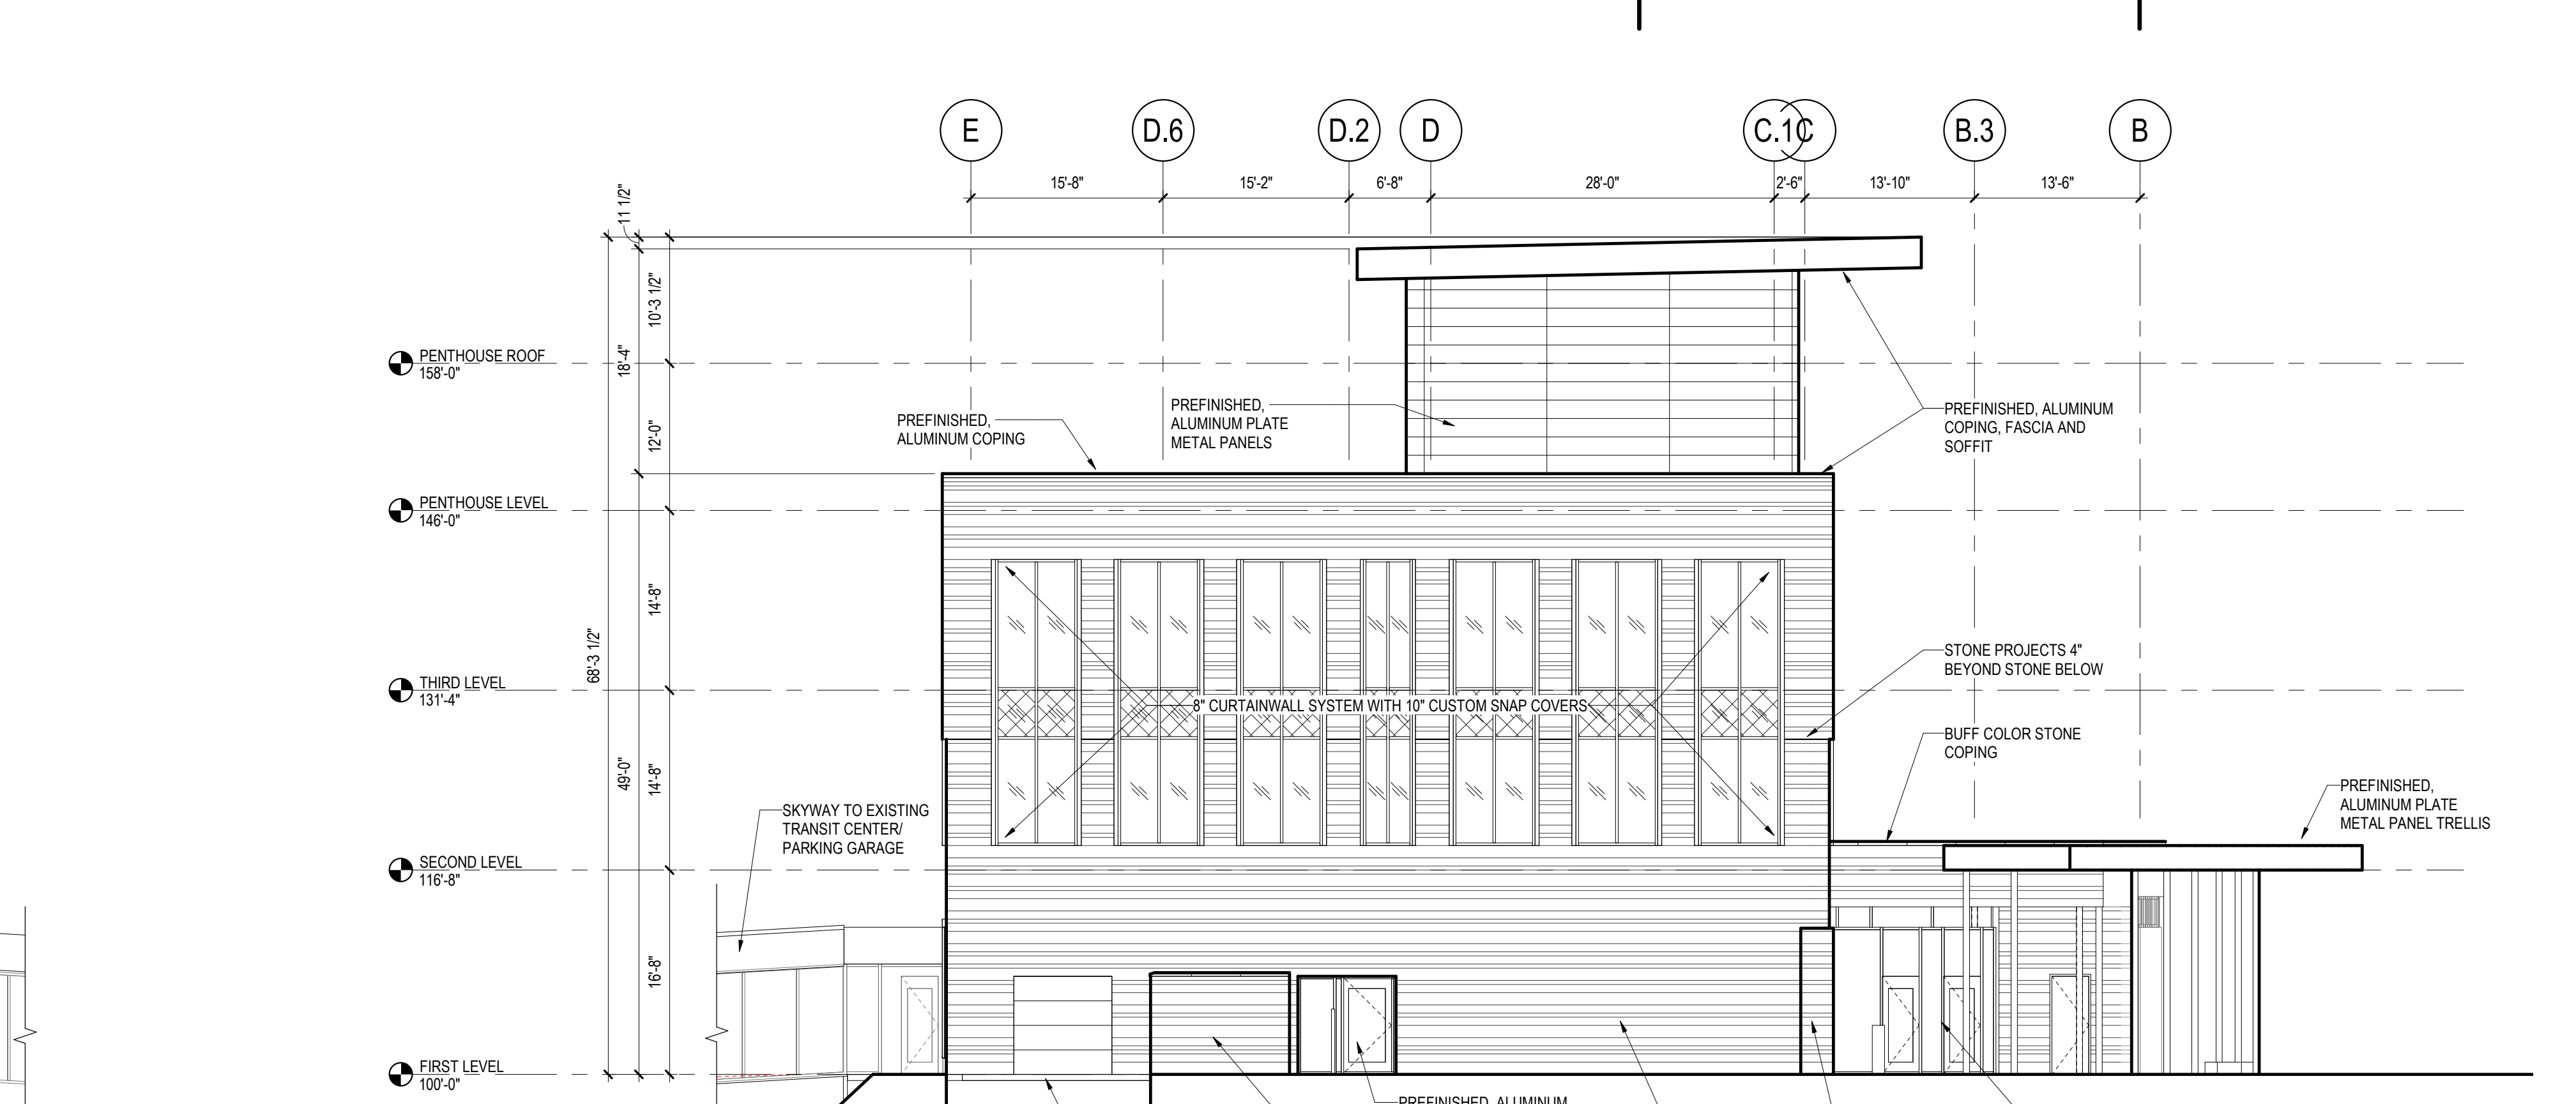 E
D.6
D.2
D
C.1
C
B.3
B
15'-8"
15'-2"
6'-8"
28'-0"
2'-6"
13'-10"
13'-6"
11 1/2"
10'-3 1/2"
18'-4"
12'-0"
14'-8"
68'-3 1/2"
49'-0"
14'-8"
16'-8"
PENTHOUSE ROOF
158'-0"
PENTHOUSE LEVEL
146'-0"
THIRD LEVEL
131'-4"
SECOND LEVEL
116'-8"
FIRST LEVEL
100'-0"
PREFINISHED,
ALUMINUM COPING
PREFINISHED,
ALUMINUM PLATE
METAL PANELS
PREFINISHED, ALUMINUM
COPING, FASCIA AND
SOFFIT
8" CURTAINWALL SYSTEM WITH 10" CUSTOM SNAP COVERS
STONE PROJECTS 4"
BEYOND STONE BELOW
BUFF COLOR STONE
COPING
PREFINISHED,
ALUMINUM PLATE
METAL PANEL TRELLIS
SKYWAY TO EXISTING
TRANSIT CENTER/
PARKING GARAGE
PREFINISHED, ALUMINUM